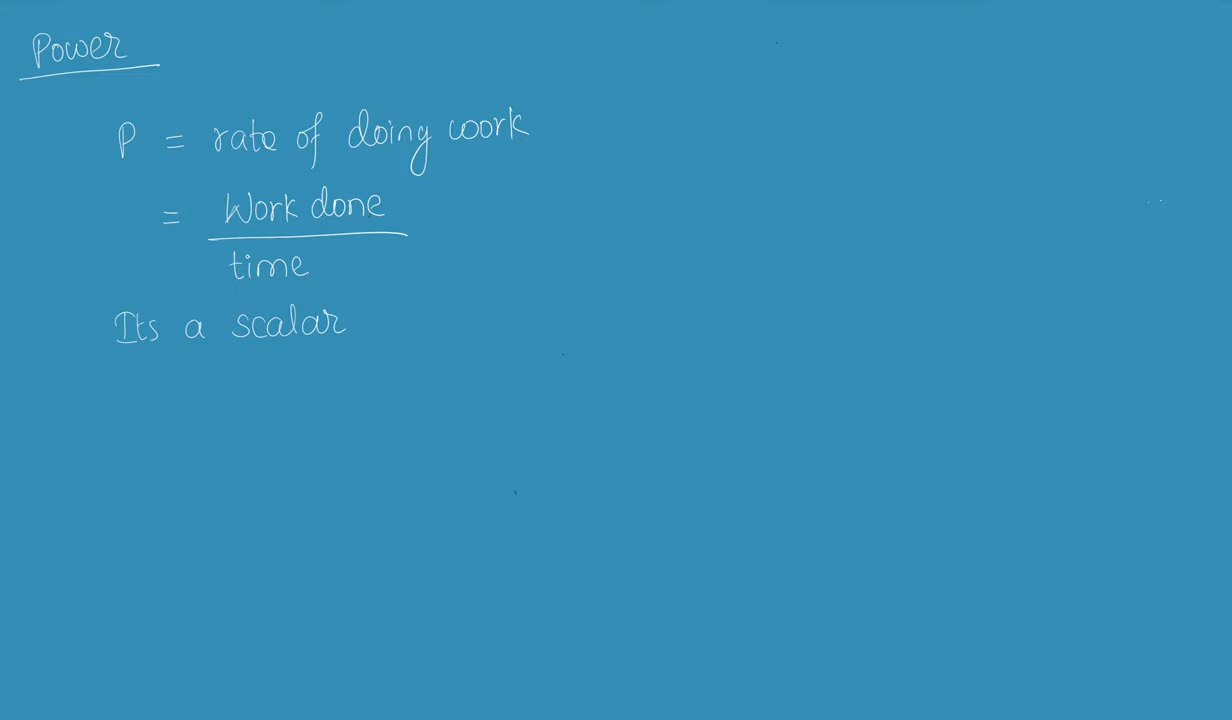 Power
P = rate of doing work
= Work done
time
Its a scalar